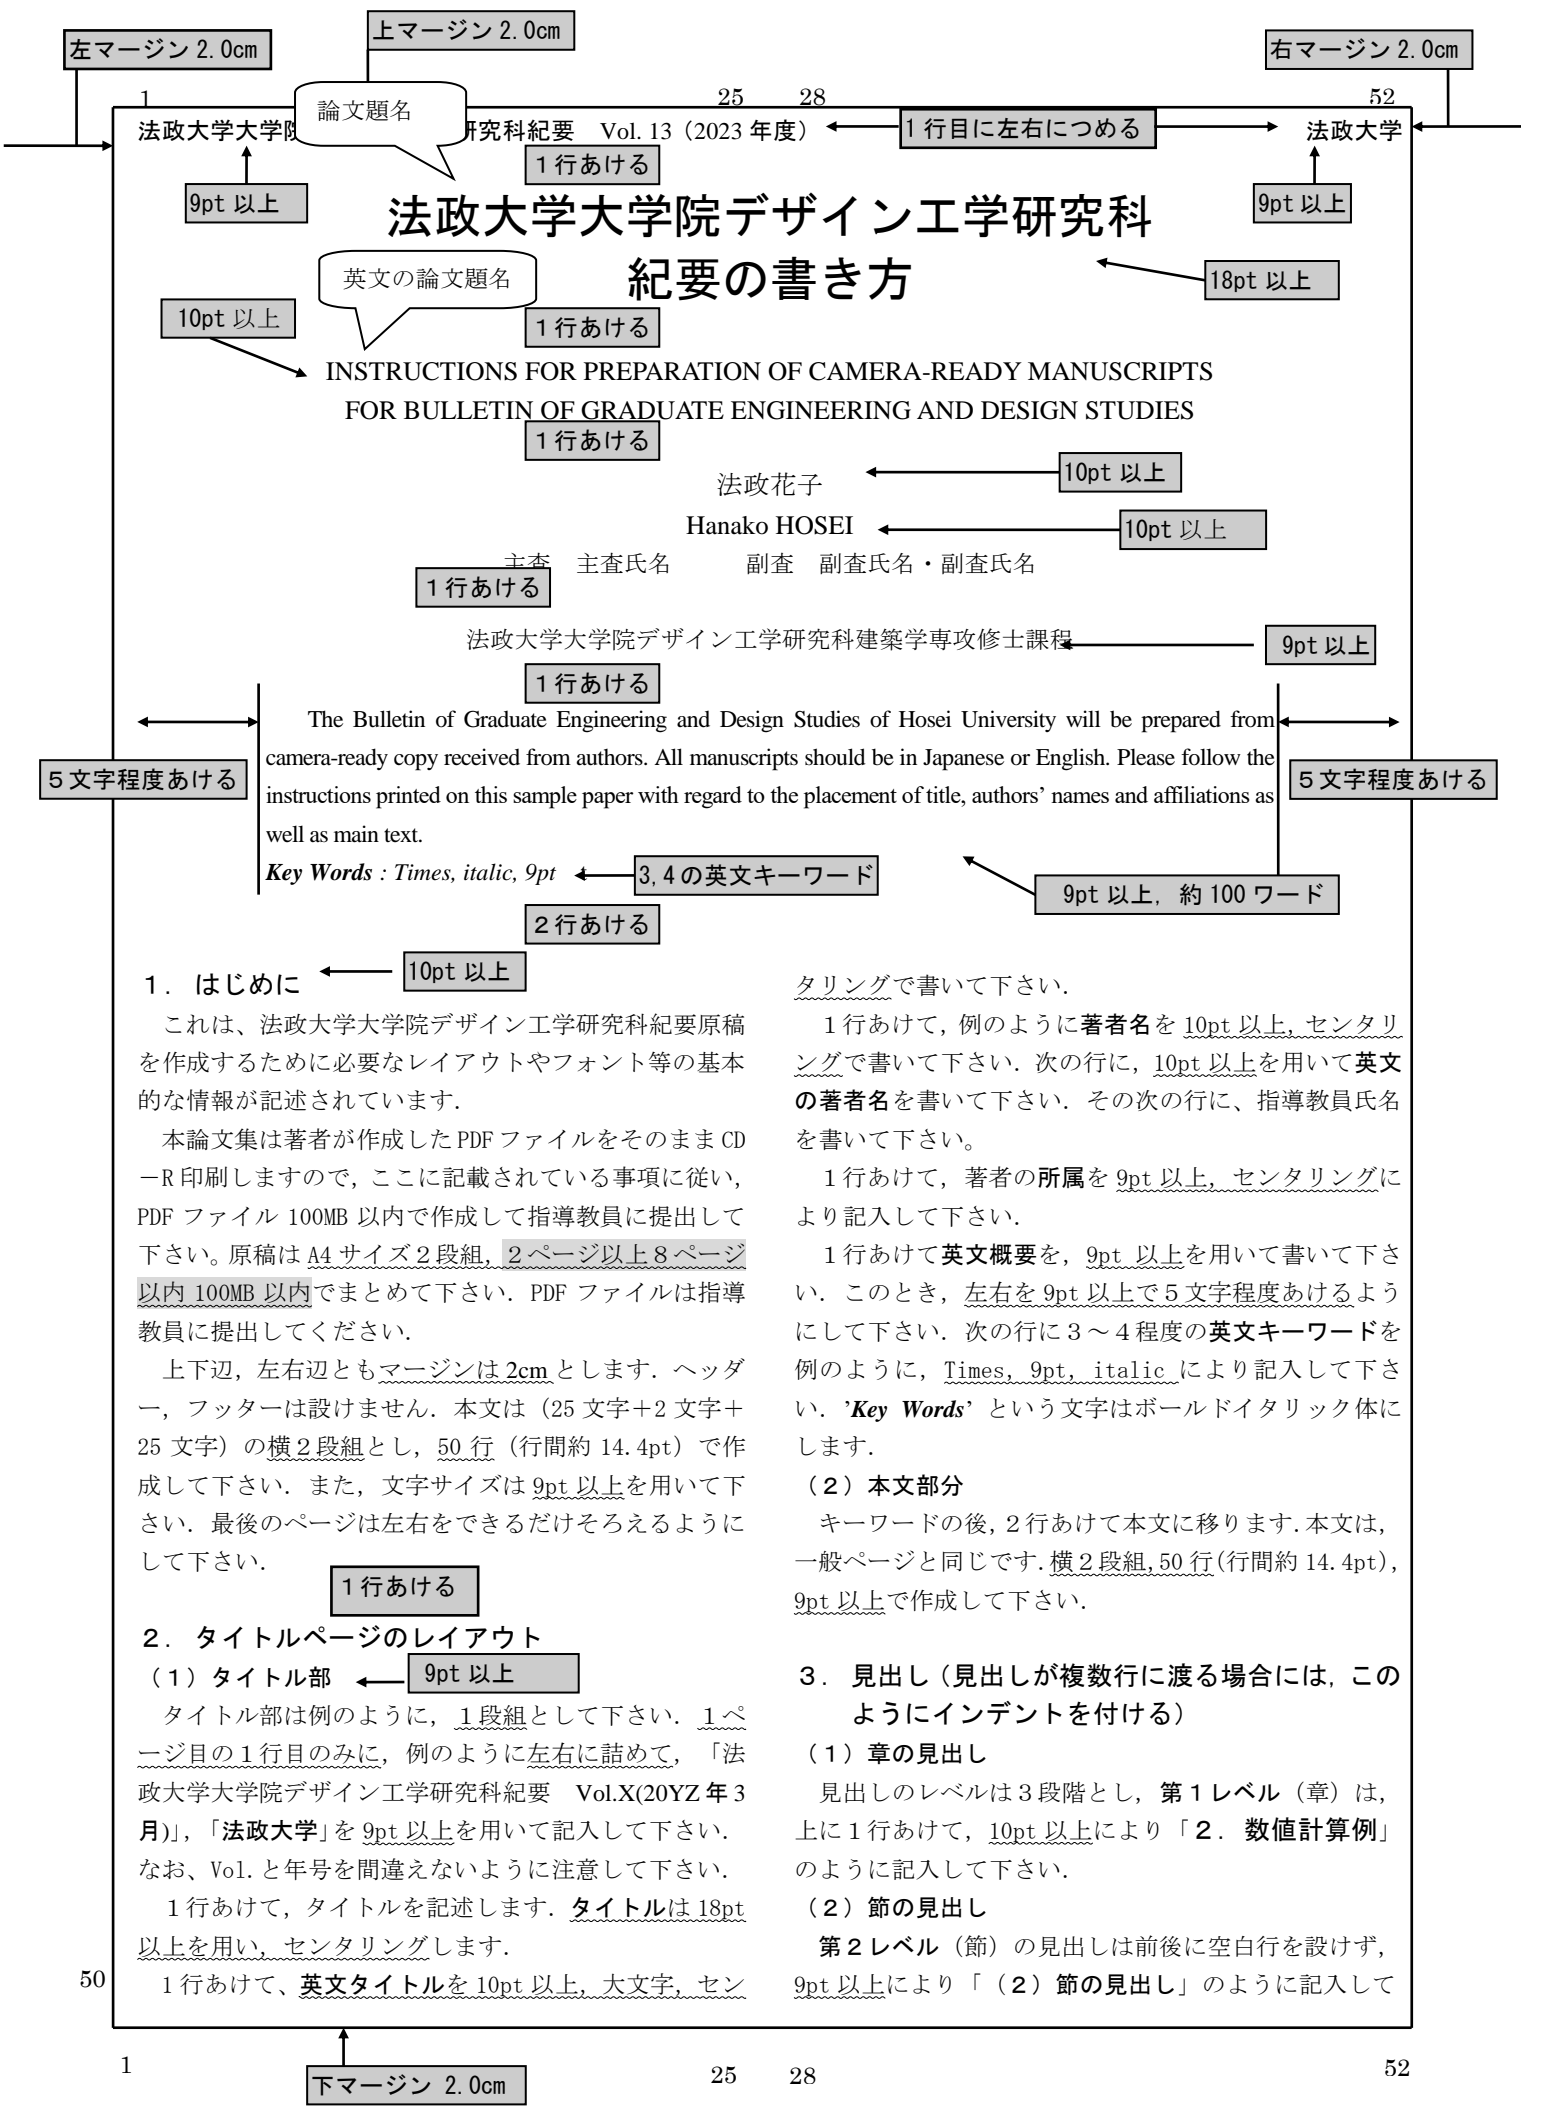 上マージン 2.0cm
左マージン 2.0cm
右マージン 2.0cm
1 25 28 52
論文題名
法政大学大学院 研究科紀要 Vol. 13（2023 年度）
1 行目に左右につめる
法政大学
１行あける
9pt 以上
9pt 以上
法政大学大学院デザイン工学研究科
紀要の書き方
英文の論文題名
18pt 以上
10pt 以上
１行あける
INSTRUCTIONS FOR PREPARATION OF CAMERA-READY MANUSCRIPTS
FOR BULLETIN OF GRADUATE ENGINEERING AND DESIGN STUDIES
１行あける
法政花子
10pt 以上
Hanako HOSEI
10pt 以上
主査 主査氏名 副査 副査氏名・副査氏名
１行あける
法政大学大学院デザイン工学研究科建築学専攻修士課程
9pt 以上
１行あける
The Bulletin of Graduate Engineering and Design Studies of Hosei University will be prepared from
camera-ready copy received from authors. All manuscripts should be in Japanese or English. Please follow the
instructions printed on this sample paper with regard to the placement of title, authors’ names and affiliations as
well as main text.
５文字程度あける
５文字程度あける
Key Words : Times, italic, 9pt
3,4の英文キーワード
9pt 以上，約 100 ワード
２行あける
１．はじめに
10pt 以上
これは、法政大学大学院デザイン工学研究科紀要原稿
を作成するために必要なレイアウトやフォント等の基本
的な情報が記述されています．
本論文集は著者が作成した PDF ファイルをそのまま CD
－R 印刷しますので，ここに記載されている事項に従い，
PDF ファイル 100MB 以内で作成して指導教員に提出して
下さい。原稿は A4 サイズ２段組，２ページ以上８ページ
以内 100MB 以内でまとめて下さい．PDF ファイルは指導
教員に提出してください．
上下辺，左右辺ともマージンは 2cm とします．ヘッダ
ー，フッターは設けません．本文は（25 文字＋2 文字＋
25 文字）の横２段組とし，50 行（行間約 14.4pt）で作
成して下さい．また，文字サイズは 9pt 以上を用いて下
さい．最後のページは左右をできるだけそろえるように
して下さい．
１行あける
２．タイトルページのレイアウト
（１）タイトル部
9pt 以上
タイトル部は例のように，１段組として下さい．１ペ
ージ目の１行目のみに，例のように左右に詰めて，「法
政大学大学院デザイン工学研究科紀要 Vol.X(20YZ 年 3
月)」，「法政大学」を 9pt 以上を用いて記入して下さい．
なお、Vol.と年号を間違えないように注意して下さい．
１行あけて，タイトルを記述します．タイトルは 18pt
以上を用い，センタリングします．
１行あけて、英文タイトルを 10pt 以上，大文字，セン
タリングで書いて下さい．
１行あけて，例のように著者名を 10pt 以上，センタリ
ングで書いて下さい．次の行に，10pt 以上を用いて英文
の著者名を書いて下さい．その次の行に、指導教員氏名
を書いて下さい。
１行あけて，著者の所属を 9pt 以上，センタリングに
より記入して下さい．
１行あけて英文概要を，9pt 以上を用いて書いて下さ
い．このとき，左右を 9pt 以上で５文字程度あけるよう
にして下さい．次の行に３～４程度の英文キーワードを
例のように，Times, 9pt, italic により記入して下さ
い．’Key Words’という文字はボールドイタリック体に
します．
（２）本文部分
キーワードの後，２行あけて本文に移ります．本文は，
一般ページと同じです．横２段組，50 行(行間約 14.4pt)，
9pt 以上で作成して下さい．
３．見出し（見出しが複数行に渡る場合には，この
ようにインデントを付ける）
（１）章の見出し
見出しのレベルは３段階とし，第１レベル（章）は，
上に１行あけて，10pt 以上により「２．数値計算例」
のように記入して下さい．
（２）節の見出し
第２レベル（節）の見出しは前後に空白行を設けず，
9pt 以上により「（２）節の見出し」のように記入して
50
1 25 28 52
下マージン 2.0cm